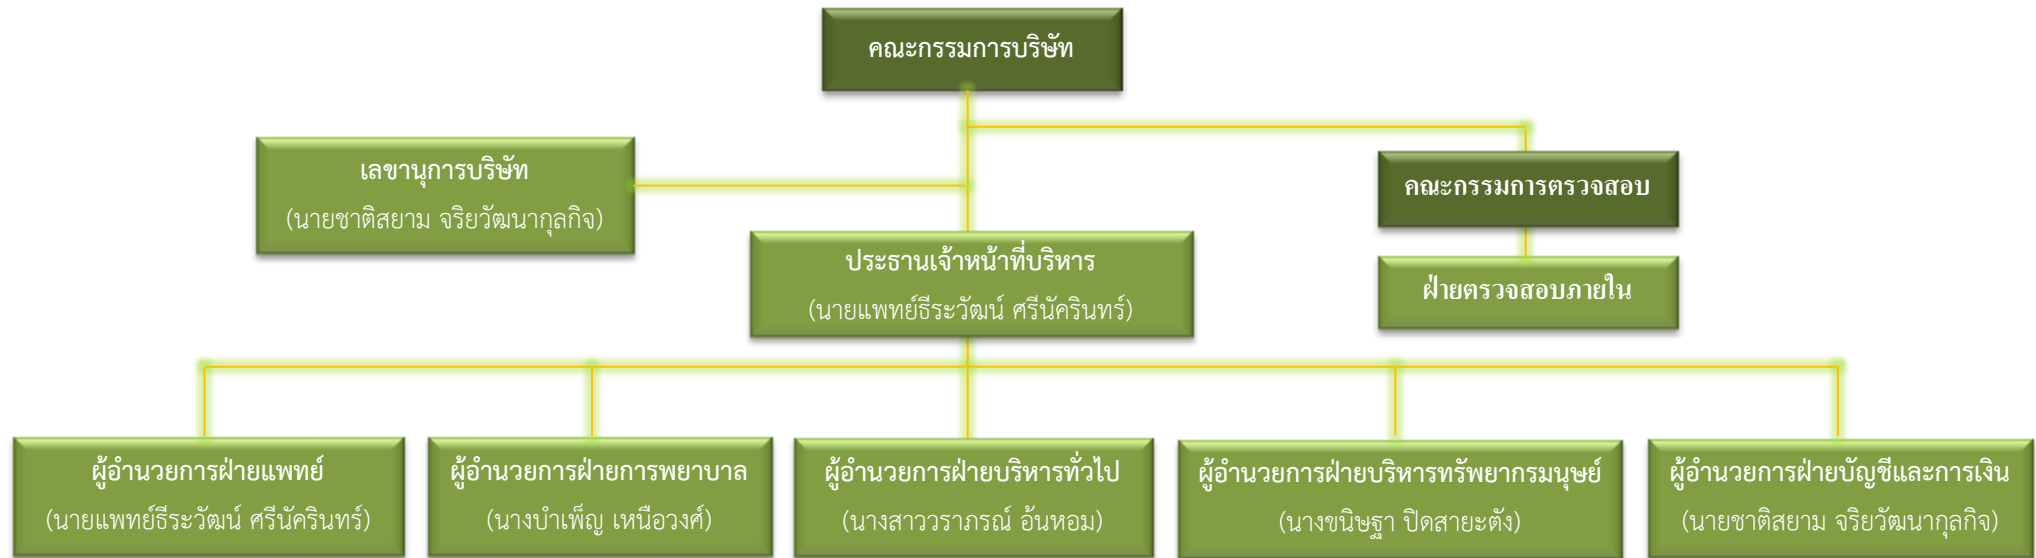 คณะกรรมการบริษัท
เลขานุการบริษัท
(นายชาติสยาม จริยวัฒนากุลกิจ)
คณะกรรมการตรวจสอบ
ประธานเจ้าหน้าที่บริหาร
(นายแพทย์ธีระวัฒน์ ศรีนัครินทร์)
ฝ่ายตรวจสอบภายใน
ผู้อำนวยการฝ่ายแพทย์
(นายแพทย์ธีระวัฒน์ ศรีนัครินทร์)
ผู้อำนวยการฝ่ายการพยาบาล
(นางบำเพ็ญ เหนือวงศ์)
ผู้อำนวยการฝ่ายบริหารทั่วไป
(นางสาววราภรณ์ อ้นหอม)
ผู้อำนวยการฝ่ายบริหารทรัพยากรมนุษย์
(นางขนิษฐา ปิดสายะตัง)
ผู้อำนวยการฝ่ายบัญชีและการเงิน
(นายชาติสยาม จริยวัฒนากุลกิจ)